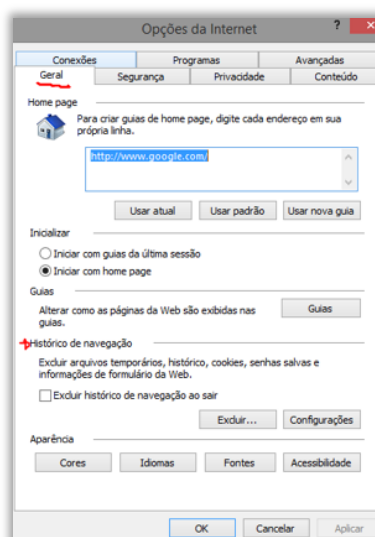 Opções da Internet
?
Conexões Programas Avançadas
Geral Segurança Privacidade Conteúdo
Home page
Para criar guias de home page, digite cada endereço em sua
própria linha.
http://www.google.com/
Usar atual Usar padrão Usar nova guia
Inicializar
Iniciar com guias da última sessão
Iniciar com home page
Guias
Alterar como as páginas da Web são exibidas nas
guias.
Guias
Histórico de navegação
Excluir arquivos temporários, histórico, cookies, senhas salvas e
informações de formulário da Web.
Excluir histórico de navegação ao sair
Excluir... Configurações
Aparência
Cores Idiomas Fontes Acessibilidade
OK Cancelar Aplicar